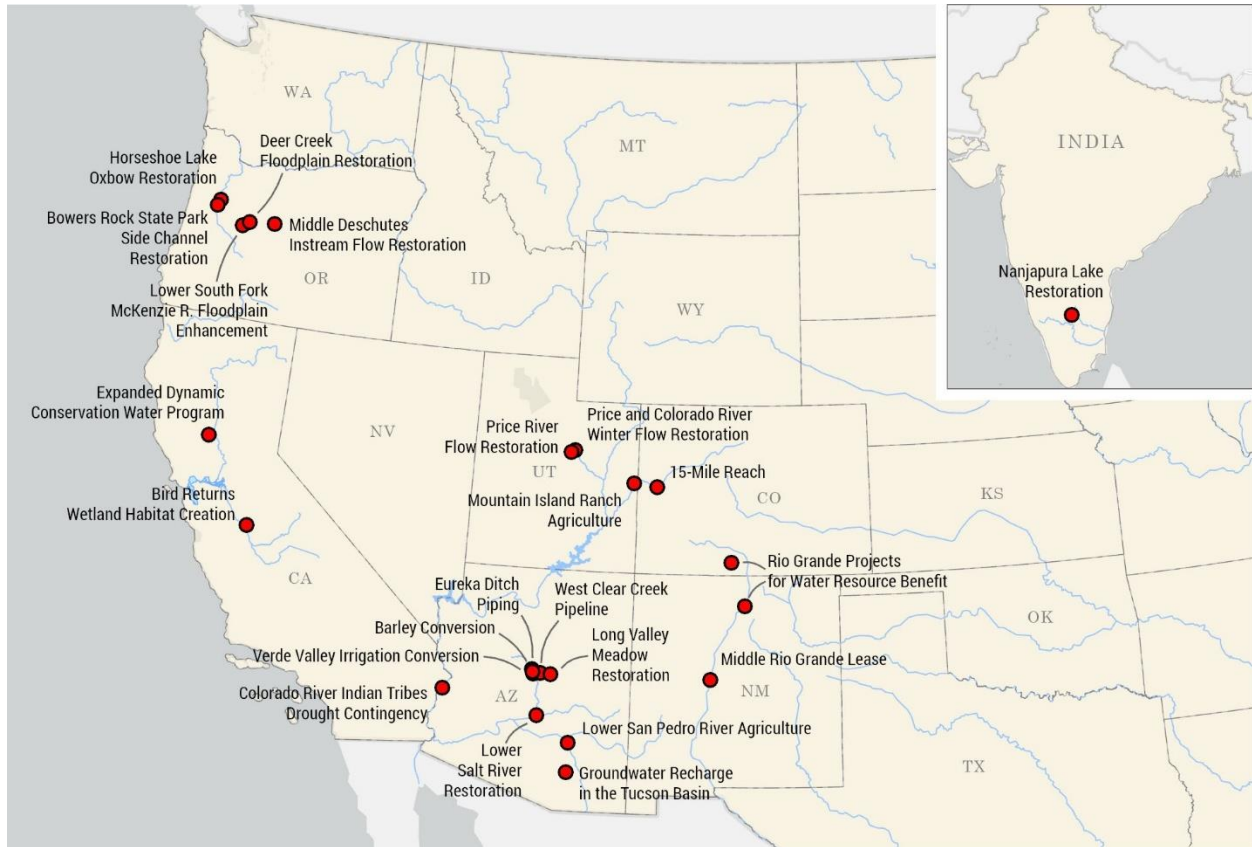 WA
MT
Deer Creek
Floodplain Restoration
Horseshoe Lake
Oxbow Restoration
Bowers Rock State Park
Side Channel
Restoration
Middle Deschutes
Instream Flow Restoration
Lower South Fork
McKenzie R. Floodplain
Enhancement
OR
ID
WY
INDIA
Nanjapura Lake
Restoration
Expanded Dynamic
Conservation Water Program
NV
Price River
Flow Restoration
Price and Colorado River
Winter Flow Restoration
UT
15-Mile Reach
Mountain Island Ranch
Agriculture
CO
KS
Bird Returns
Wetland Habitat Creation
CA
Rio Grande Projects
for Water Resource Benefit
Eureka Ditch
Piping
West Clear Creek
Pipeline
Barley Conversion
Long Valley
Meadow
Restoration
Verde Valley Irrigation Conversion
OK
Middle Rio Grande Lease
Colorado River Indian Tribes
Drought Contingency
AZ
NM
Lower San Pedro River Agriculture
Lower
Salt River
Restoration
Groundwater Recharge
in the Tucson Basin
TX